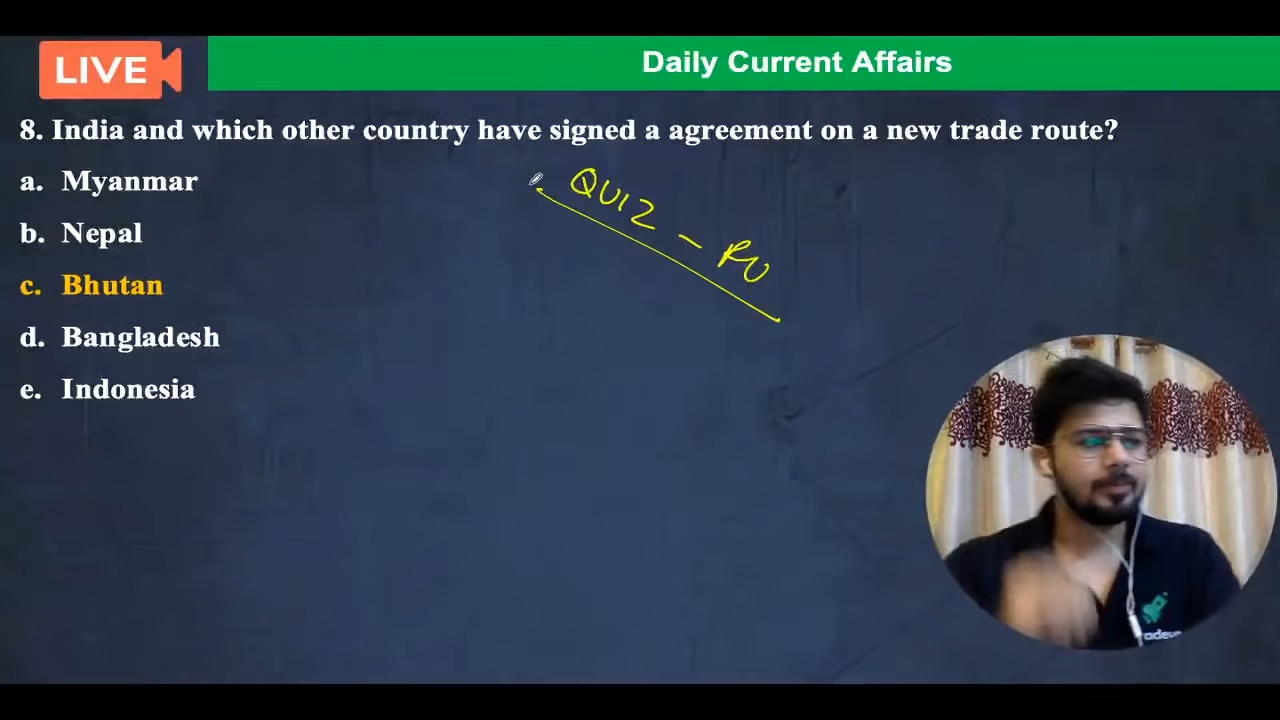 LIVE
Daily Current Affairs
8. India and which other country have signed a agreement on a new trade route?
a. Myanmar
b. Nepal
c. Bhutan
d. Bangladesh
e. Indonesia
QUIZ -